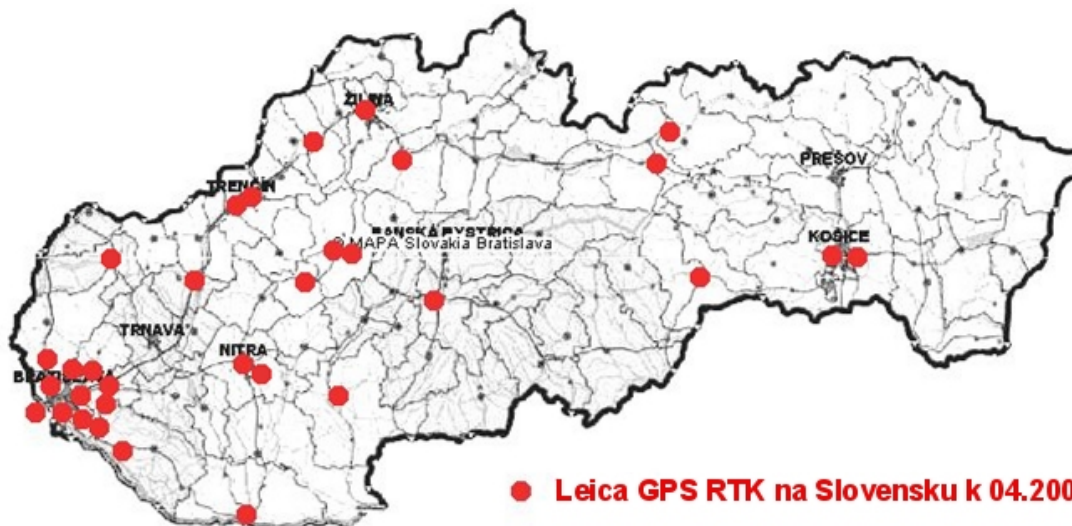 ŽILINA
PREŠOV
TRENČÍN
BANSKÁ BYSTRICA
© MAPA Slovakia Bratislava
KOŠICE
TRNAVA
NITRA
BRATISLAVA
Leica GPS RTK na Slovensku k 04.200